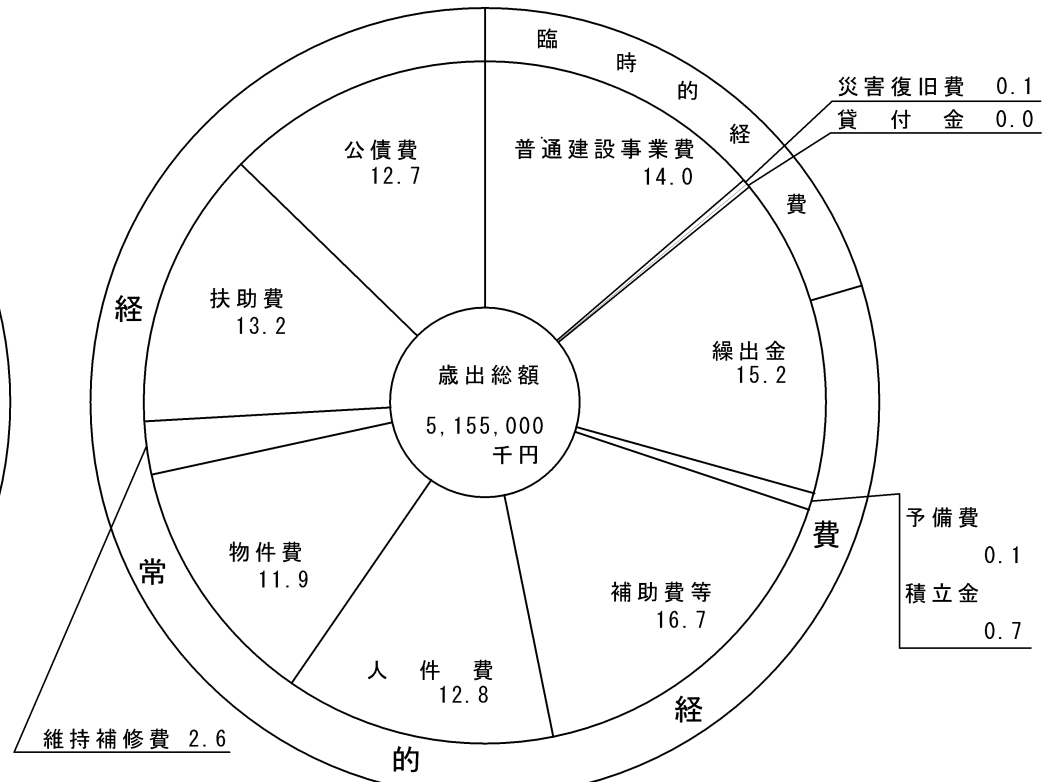 臨時的経費
災害復旧費 0.1
貸付金 0.0
普通建設事業費
14.0
公債費
12.7
扶助費
13.2
繰出金
15.2
歳出総額
5,155,000
千円
予備費
0.1
積立金
0.7
補助費等
16.7
物件費
11.9
人件費
12.8
維持補修費 2.6
経常的経費